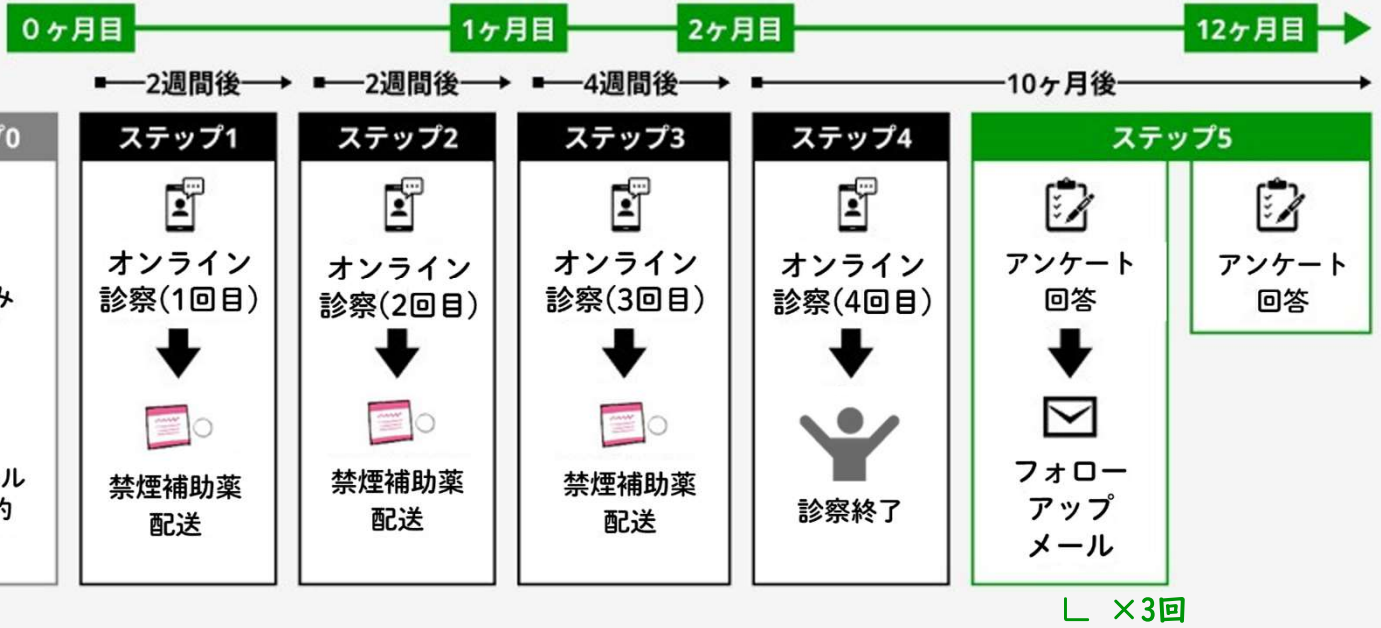 0ヶ月目
1ヶ月目
2ヶ月目
12ヶ月目
2週間後
2週間後
4週間後
10ヶ月後
プ0
み
ル
約
ステップ1
オンライン
診察(1回目)
禁煙補助薬
配送
ステップ2
オンライン
診察(2回目)
禁煙補助薬
配送
ステップ3
オンライン
診察(3回目)
禁煙補助薬
配送
ステップ4
オンライン
診察(4回目)
診察終了
ステップ5
アンケート
回答
フォロー
アップ
メール
×3回
アンケート
回答